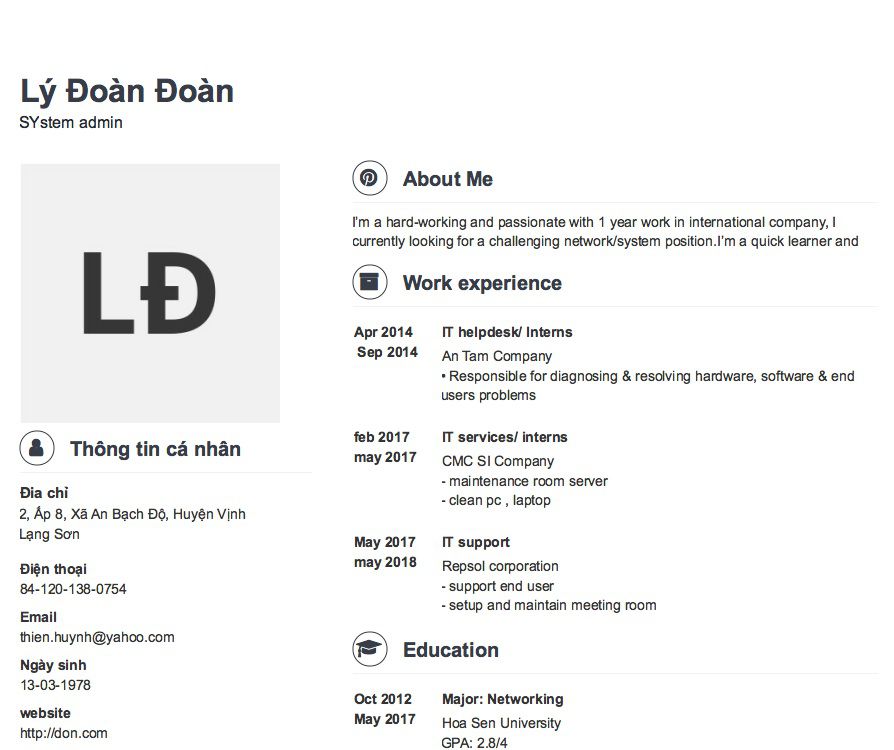 Lý Đoàn Đoàn
SYstem admin
LĐ
Thông tin cá nhân
Đia chỉ
2, Ấp 8, Xã An Bạch Độ, Huyện Vịnh
Lạng Sơn
Điện thoại
84-120-138-0754
Email
thien.huynh@yahoo.com
Ngày sinh
13-03-1978
website
http://don.com
About Me
I'm a hard-working and passionate with 1 year work in international company, I
currently looking for a challenging network/system position.I'm a quick learner and
Work experience
Apr 2014
Sep 2014
IT helpdesk/ Interns
An Tam Company
• Responsible for diagnosing & resolving hardware, software & end
users problems
feb 2017
may 2017
IT services/ interns
CMC SI Company
- maintenance room server
- clean pc , laptop
May 2017
may 2018
IT support
Repsol corporation
- support end user
- setup and maintain meeting room
Education
Oct 2012
May 2017
Major: Networking
Hoa Sen University
GPA: 2.8/4